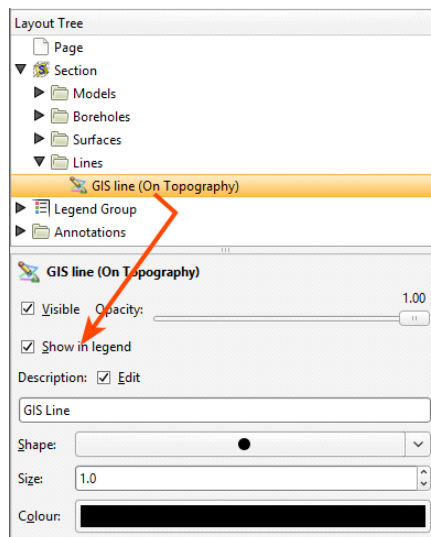 Layout Tree
Page
Section
Models
Boreholes
Surfaces
Lines
GIS line (On Topography)
Legend Group
Annotations
GIS line (On Topography)
Visible Opacity: 1.00
Show in legend
Description: Edit
GIS Line
Shape:
Size: 1.0
Colour: